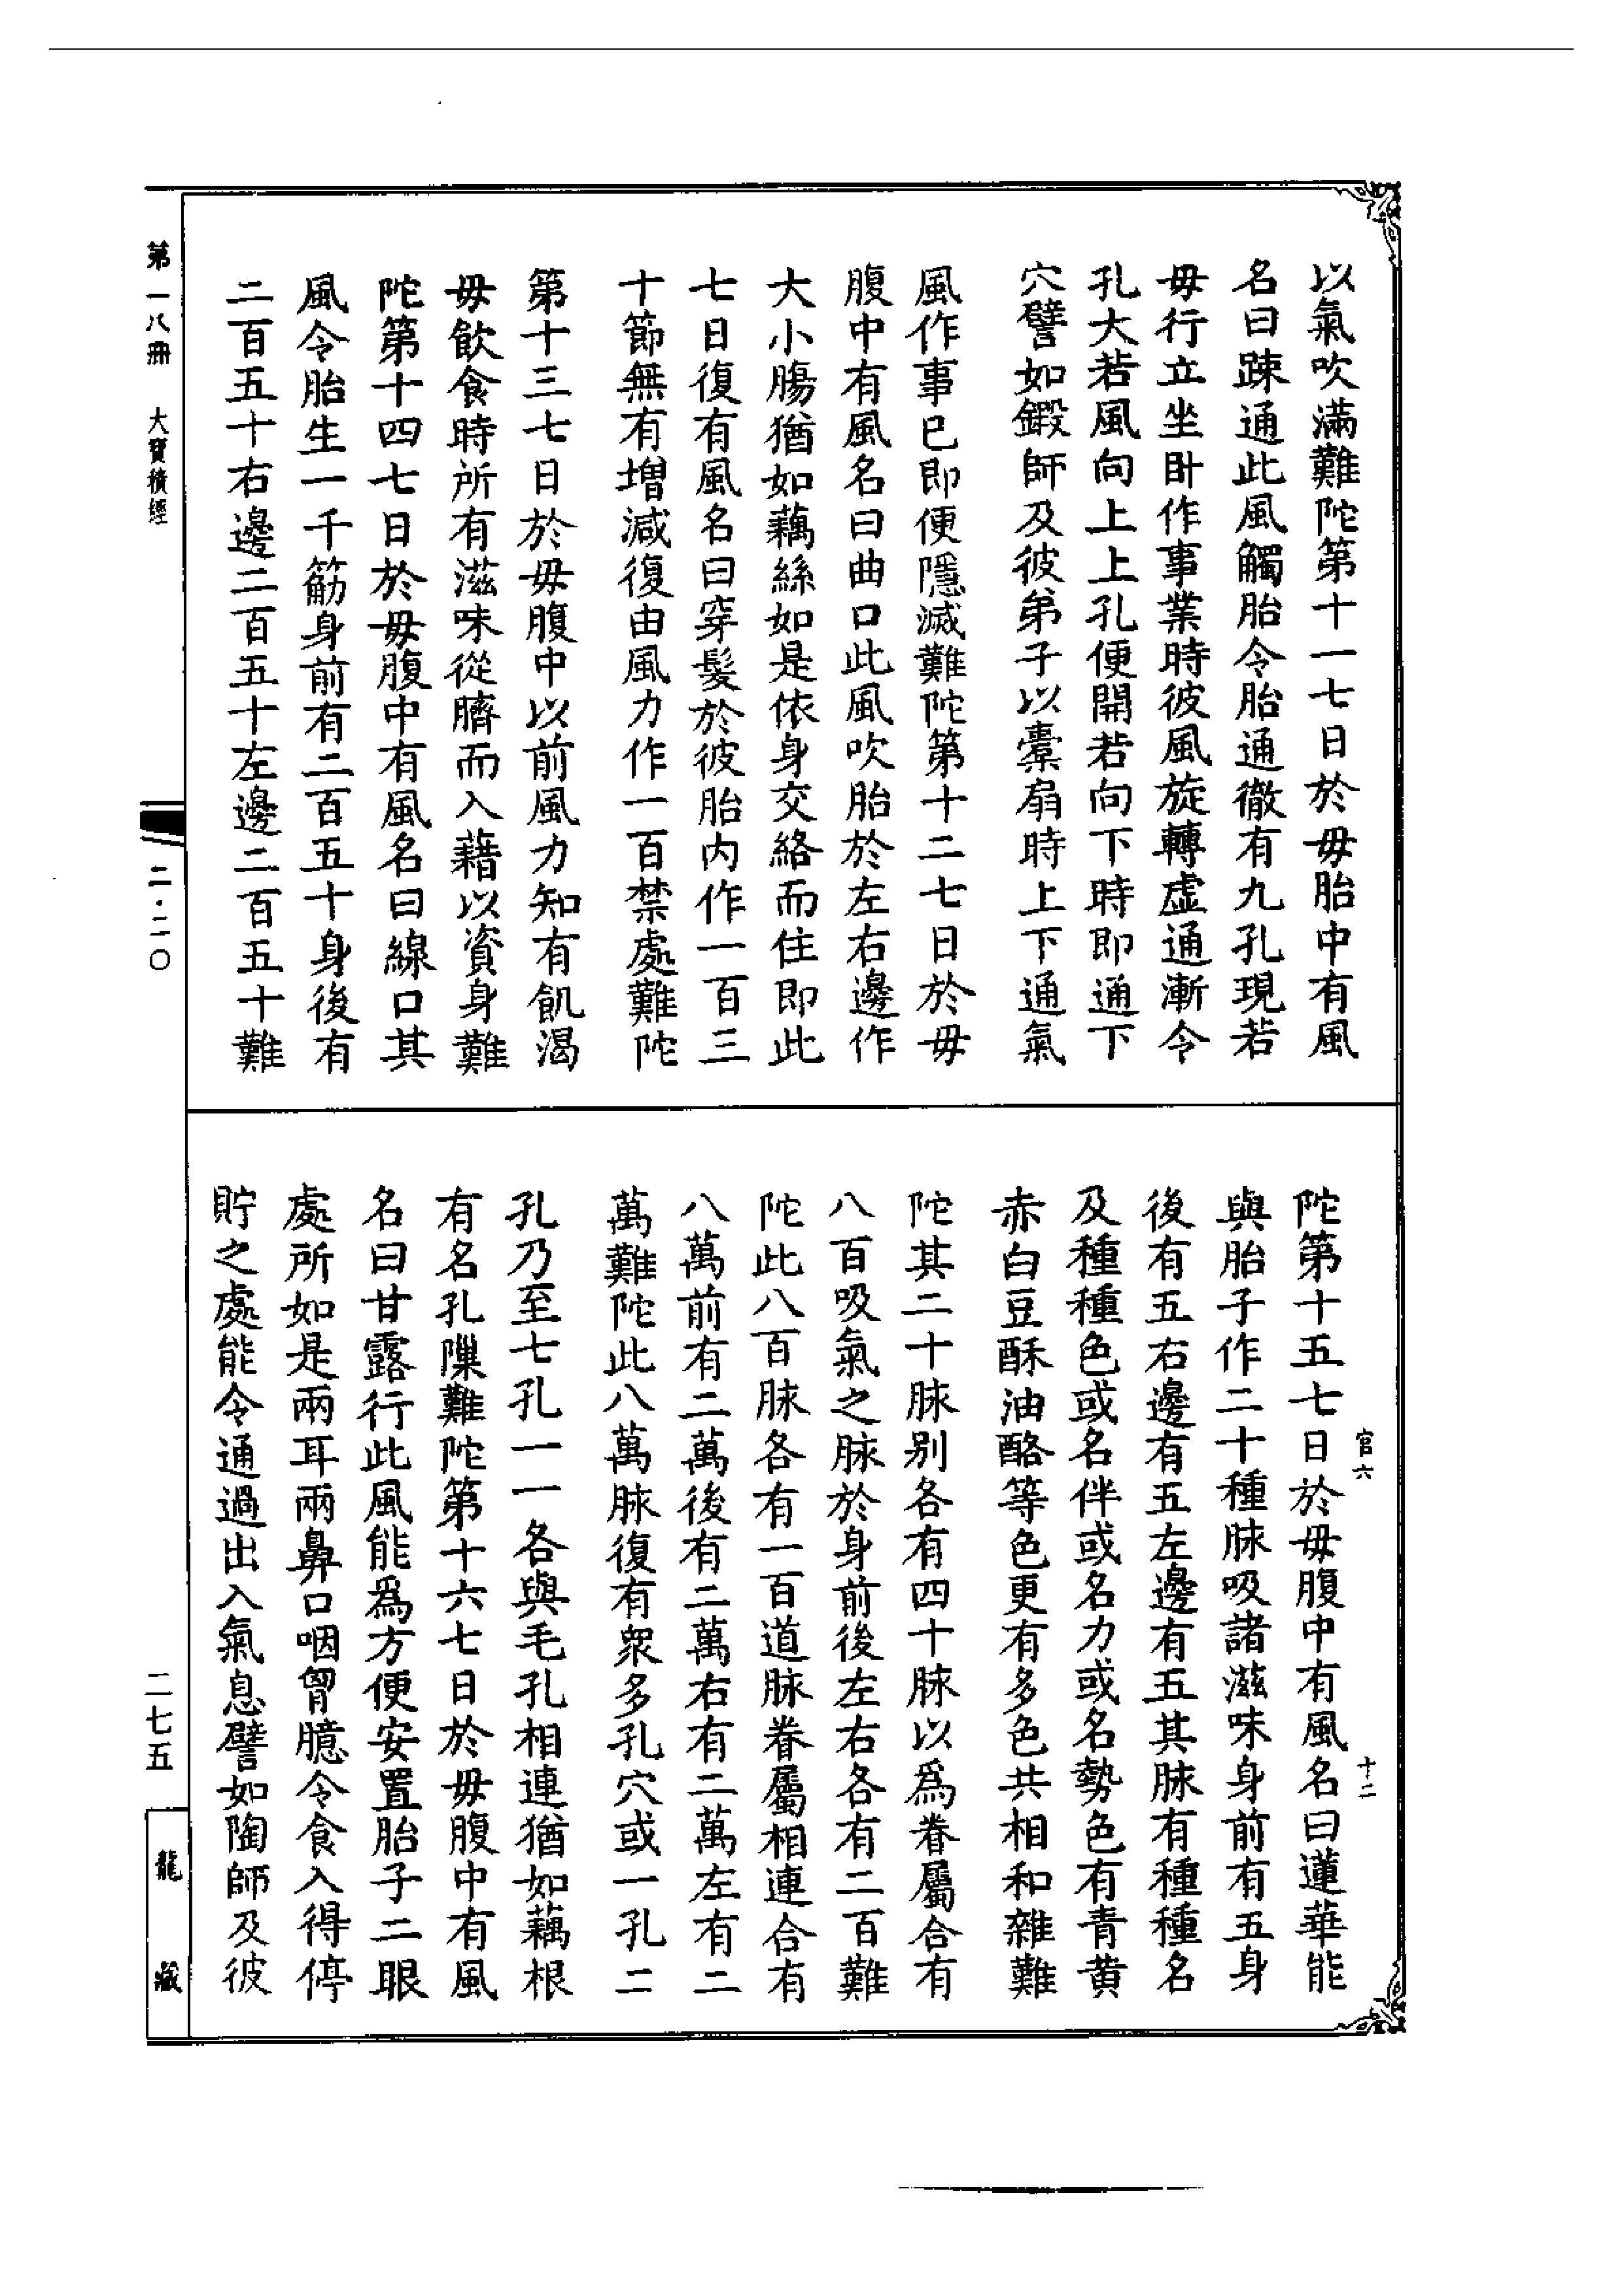 以氣吹滿難陀第十一七日於毋胎中有風
名曰踈通此風觸胎令胎通徹有九孔現若
毋行立坐卧作事業時彼風旋轉虛通漸令
孔大若風向上上孔便開若向下時即通下
穴譬如鍛師及彼弟子以橐扇時上下通氣
風作事已即便隱滅難陀第十二七日於毋
腹中有風名曰曲口此風吹胎於左右邊作
大小腸猶如藕絲如是依身交絡而住即此
七日復有風名曰穿髮於彼胎內作一百三
十節無有增減復由風力作一百禁處難陀
第十三七日於毋腹中以前風力知有飢渴
毋飲食時所有滋味從臍而入藉以資身難
陀第十四七日於毋腹中有風名曰線口其
風令胎生一千筋身前有二百五十身後有
二百五十右邊二百五十左邊二百五十難
陀第十五七日於毋腹中有風名曰蓮華能
與胎子作二十種脉吸諸滋味身前有五身
後有五右邊有五左邊有五其脉有種種名
及種種色或名伴或名力或名勢色有青黃
赤白豆酥油酪等色更有多色共相和雜難
陀其二十脉別各有四十脉以為眷屬合有
八百吸氣之脉於身前後左右各有二百難
陀此八百脉各有一百道脉眷屬相連合有
八萬前有二萬後有二萬右有二萬左有二
萬難陀此八萬脉復有衆多孔穴或一孔二
孔乃至七孔一一各與毛孔相連猶如藕根
有名孔隟難陀第十六七日於毋腹中有風
名曰甘露行此風能為方便安置胎子二眼
處所如是兩耳兩鼻口咽胷臆令食入得停
貯之處能令通過出入氣息譬如陶師及彼
官六
十二
第一八冊 大寶積經
二·二〇
二七五
龍藏